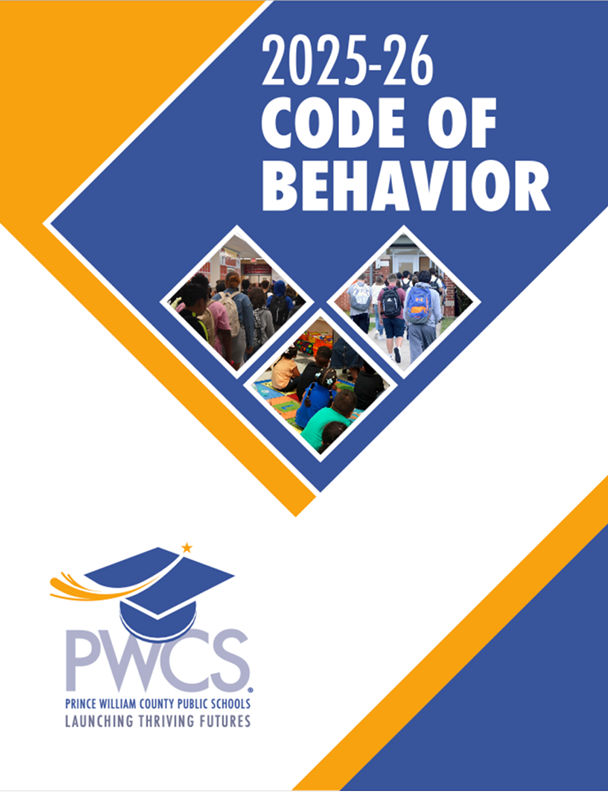 2025-26
CODE OF
BEHAVIOR
PWCS®
PRINCE WILLIAM COUNTY PUBLIC SCHOOLS
LAUNCHING THRIVING FUTURES